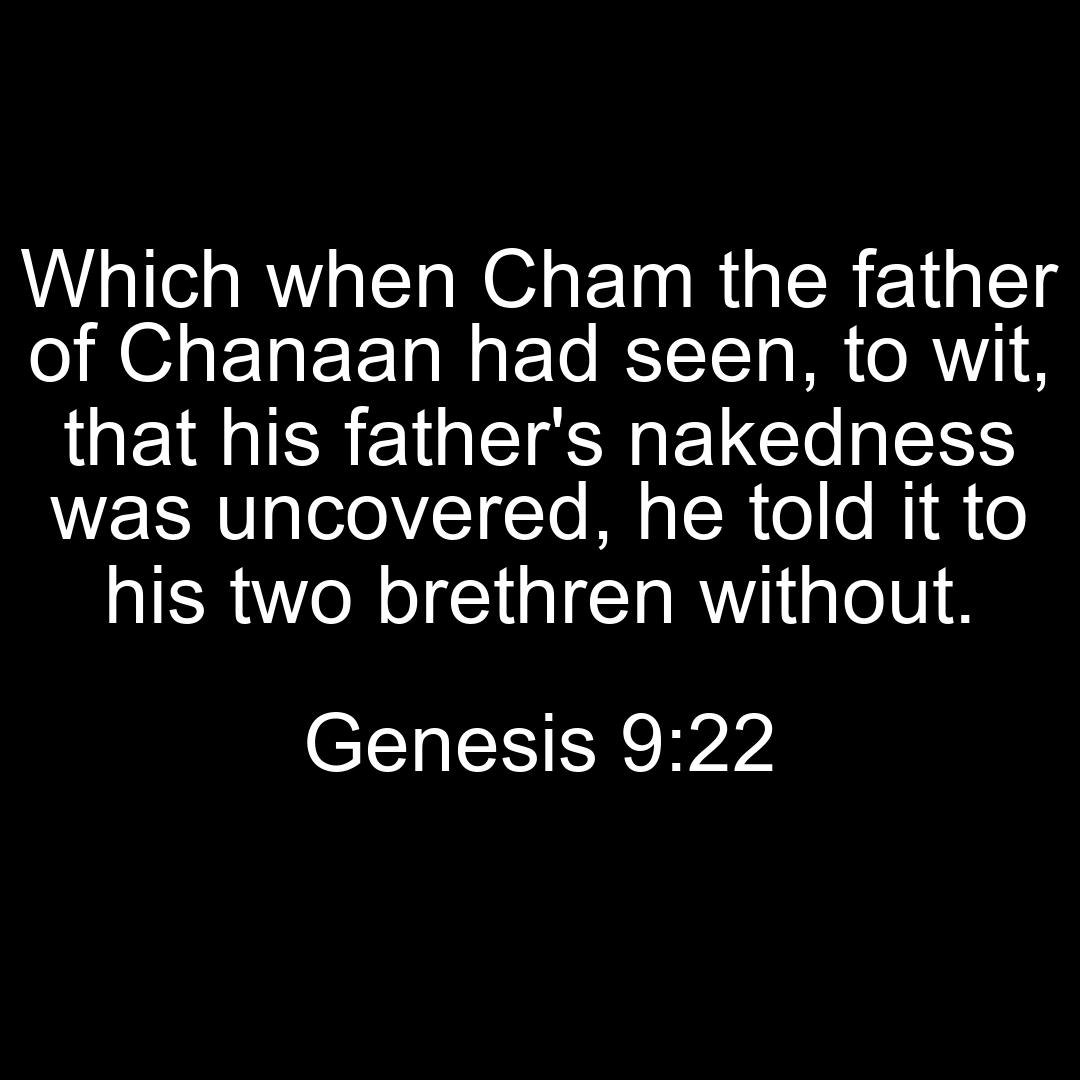 Which when Cham the father
of Chanaan had seen, to wit,
that his father's nakedness
was uncovered, he told it to
his two brethren without.
Genesis 9:22